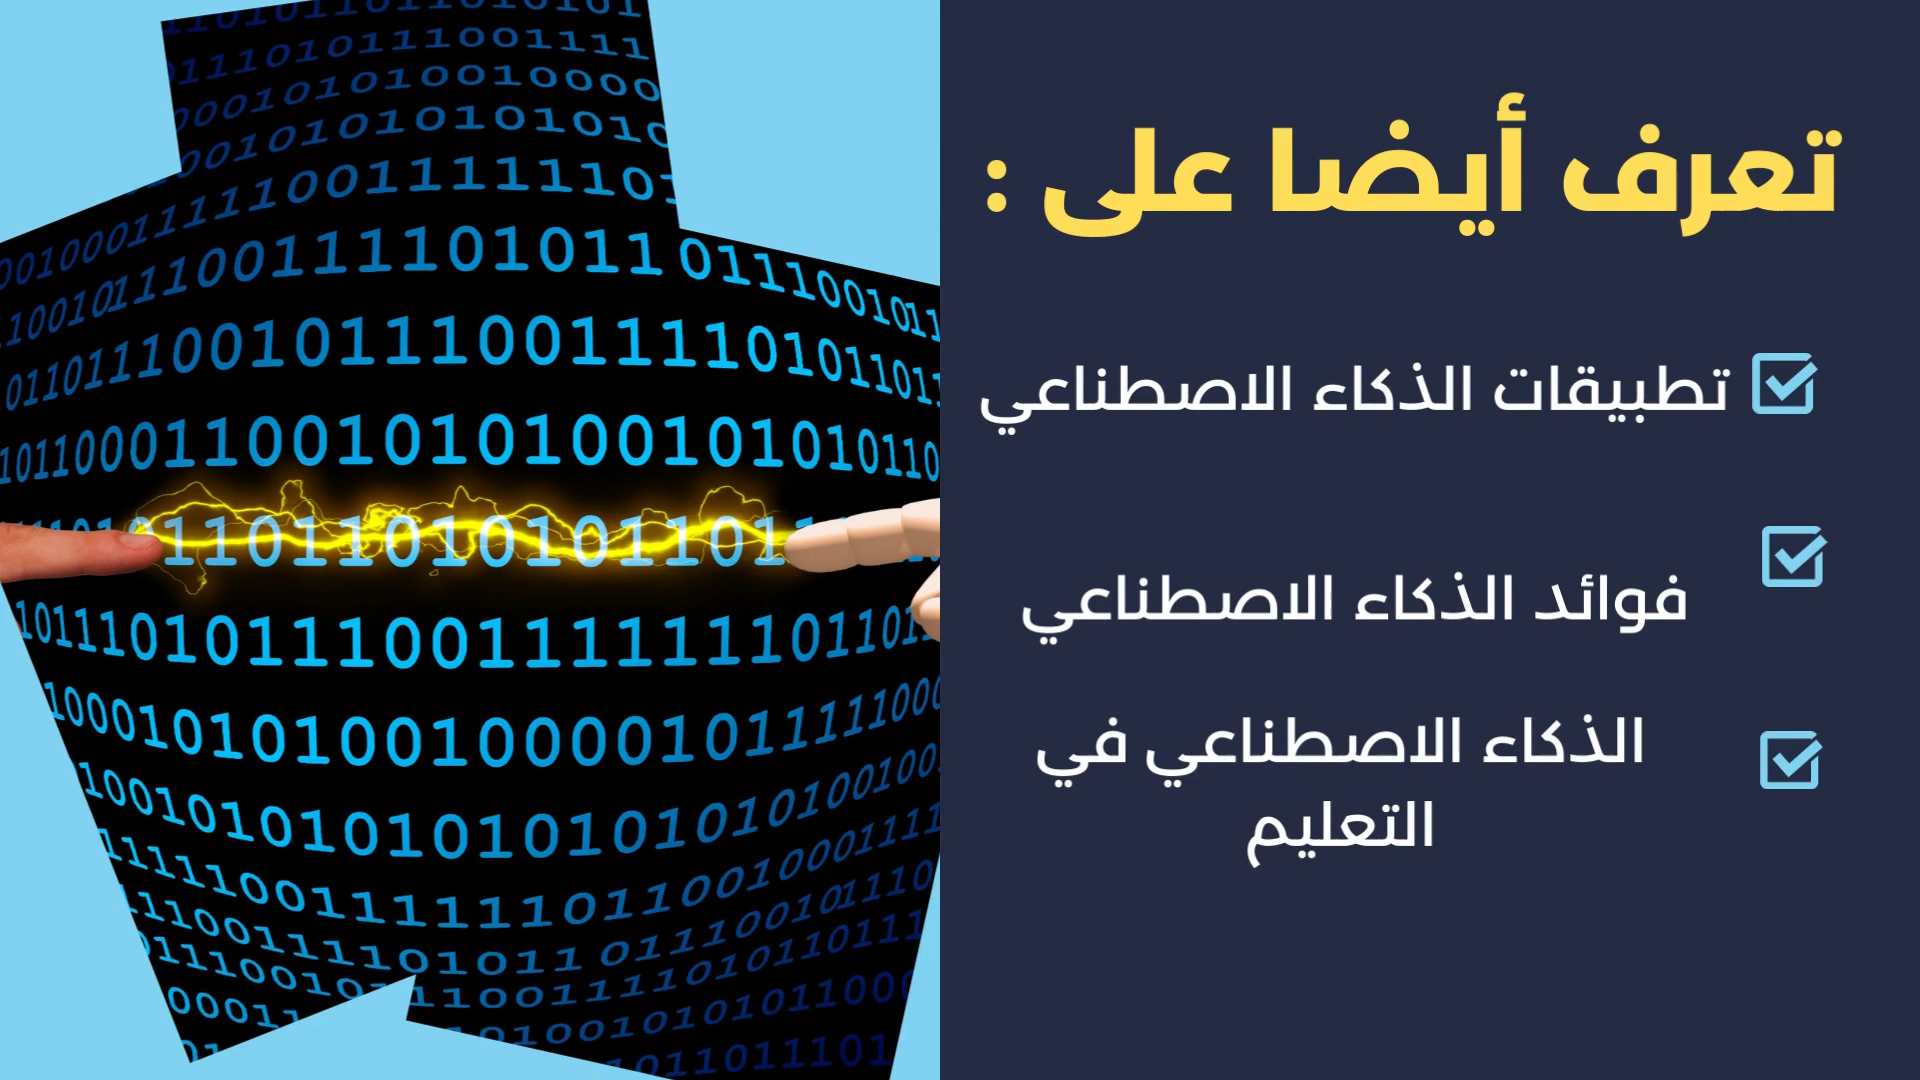 تعرف أيضا على :
تطبيقات الذكاء الاصطناعي
فوائد الذكاء الاصطناعي
الذكاء الاصطناعي في
التعليم